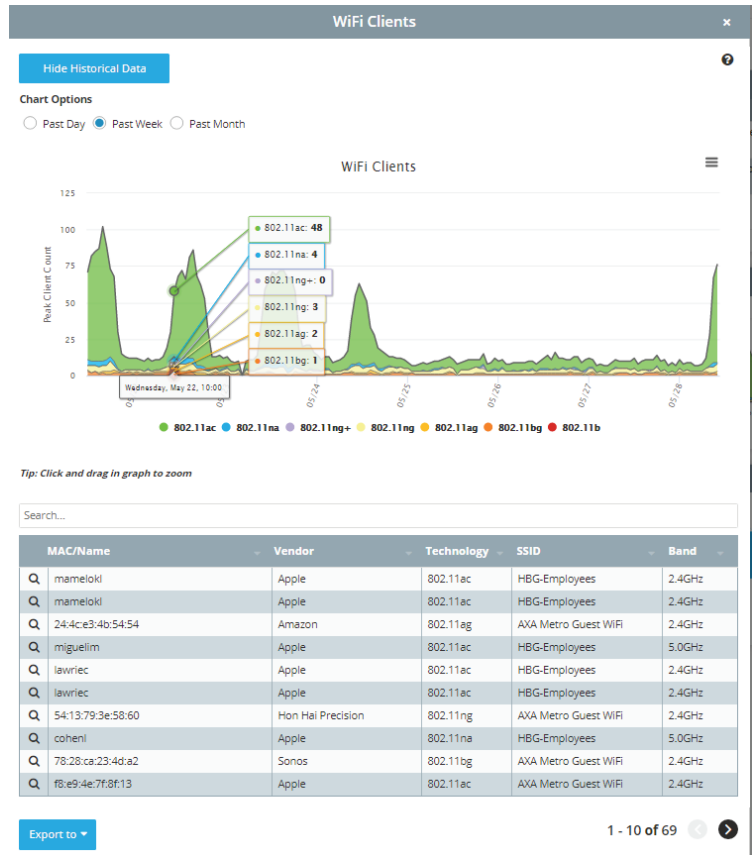 WiFi Clients ×
Hide Historical Data
Chart Options
Past Day Past Week Past Month
WiFi Clients
125
100
75
50
25
0
Peak Client Count
802.11ac: 48
802.11na: 4
802.11ng+: 0
802.11ng: 3
802.11ag: 2
802.11bg: 1
Wednesday, May 22, 10:00
05/24
05/25
05/26
05/27
05/28
802.11ac 802.11na 802.11ng+ 802.11ng 802.11ag 802.11bg 802.11b
Tip: Click and drag in graph to zoom
Search...
MAC/Name Vendor Technology SSID Band
mamelokl Apple 802.11ac HBG-Employees 2.4GHz
mamelokl Apple 802.11ac HBG-Employees 2.4GHz
24:4c:e3:4b:54:54 Amazon 802.11ag AXA Metro Guest WiFi 2.4GHz
miguelim Apple 802.11ac HBG-Employees 5.0GHz
lawriec Apple 802.11ac HBG-Employees 2.4GHz
lawriec Apple 802.11ac HBG-Employees 2.4GHz
54:13:79:3e:58:60 Hon Hai Precision 802.11ng AXA Metro Guest WiFi 2.4GHz
cohenl Apple 802.11na HBG-Employees 5.0GHz
78:28:ca:23:4d:a2 Sonos 802.11bg AXA Metro Guest WiFi 2.4GHz
f8:e9:4e:7f:8f:13 Apple 802.11ac AXA Metro Guest WiFi 2.4GHz
Export to
1 - 10 of 69